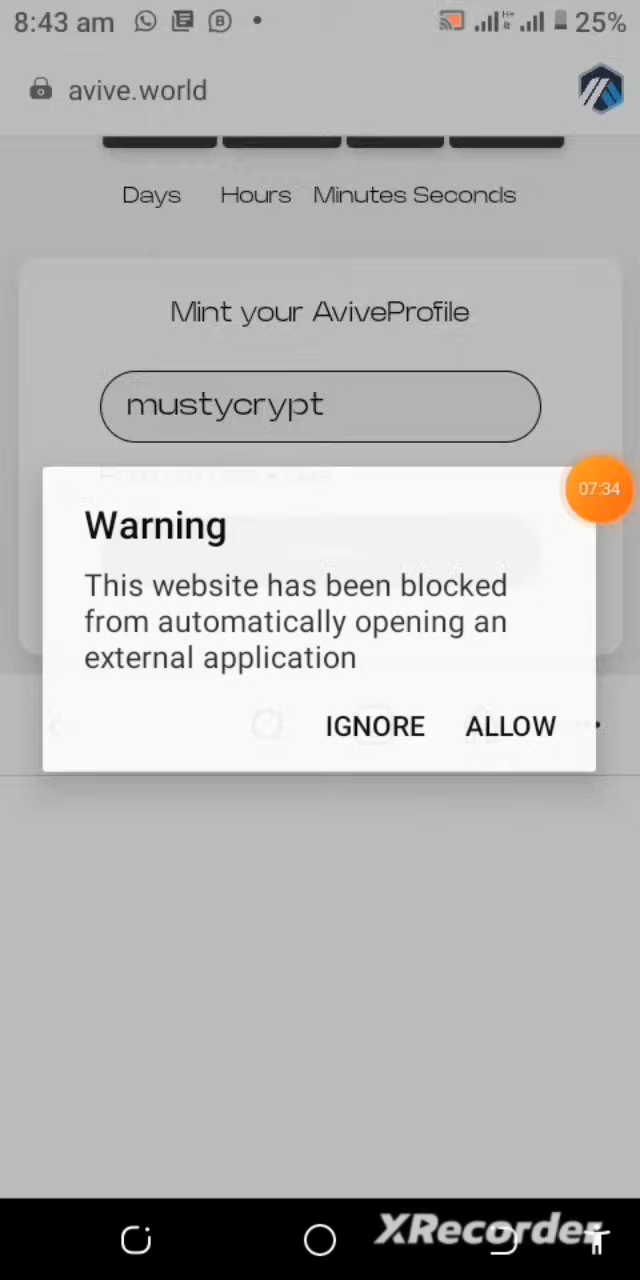 8:43 am
25%
avive.world
Days Hours Minutes Seconds
Mint your AviveProfile
mustycrypt
07:34
Warning
This website has been blocked
from automatically opening an
external application
IGNORE ALLOW
XRecorder